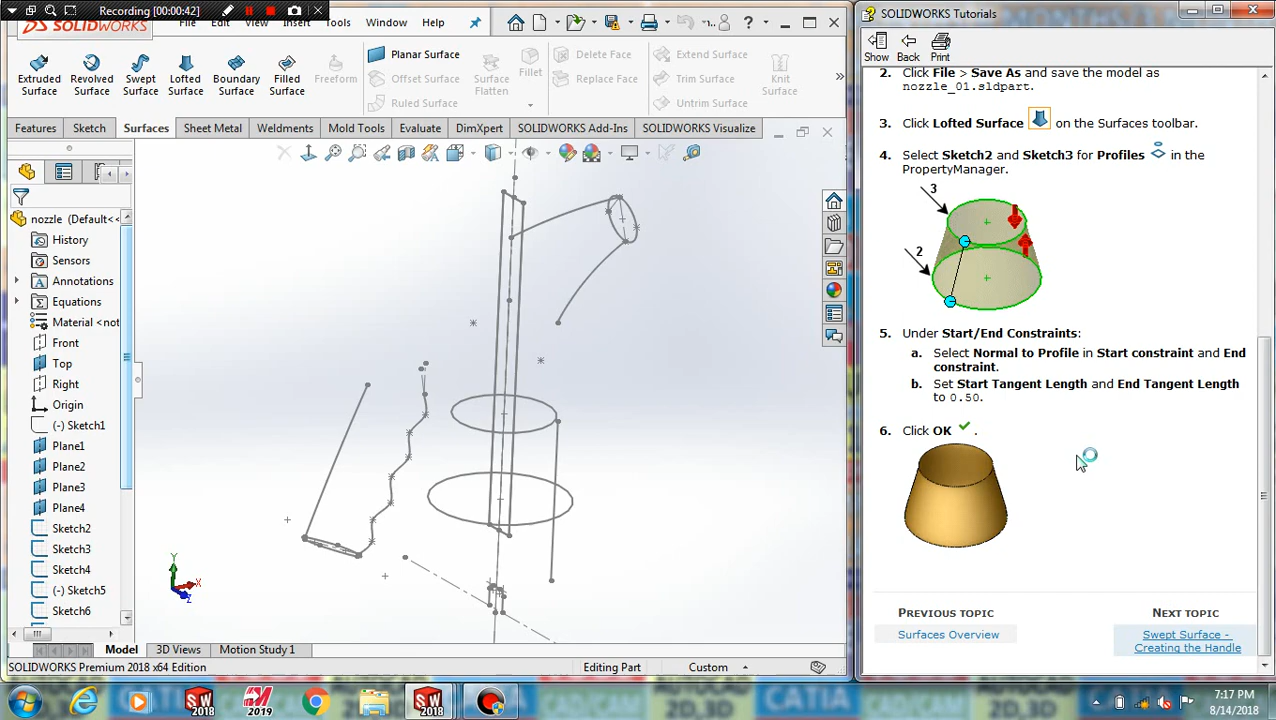 Recording [00:00:42]
SOLIDWORKS
File
Tools
Window
Help
Extruded Surface
Revolved Surface
Swept Surface
Lofted Surface
Boundary Surface
Filled Surface
Freeform
Planar Surface
Offset Surface
Ruled Surface
Surface Flatten
Fillet
Delete Face
Replace Face
Extend Surface
Trim Surface
Untrim Surface
Knit Surface
Features
Sketch
Surfaces
Sheet Metal
Weldments
Mold Tools
Evaluate
DimXpert
SOLIDWORKS Add-Ins
SOLIDWORKS Visualize
nozzle (Default<<
History
Sensors
Annotations
Equations
Material <not
Front
Top
Right
Origin
(-) Sketch1
Plane1
Plane2
Plane3
Plane4
Sketch2
Sketch3
Sketch4
(-) Sketch5
Sketch6
Y
X
Z
Model
3D Views
Motion Study 1
SOLIDWORKS Premium 2018 x64 Edition
Editing Part
Custom
SOLIDWORKS Tutorials
Show
Back
Print
2. Click File > Save As and save the model as
nozzle_01.sldpart.
3. Click Lofted Surface on the Surfaces toolbar.
4. Select Sketch2 and Sketch3 for Profiles in the
PropertyManager.
3
2
5. Under Start/End Constraints:
a. Select Normal to Profile in Start constraint and End
constraint.
b. Set Start Tangent Length and End Tangent Length
to 0.50.
6. Click OK .
PREVIOUS TOPIC
Surfaces Overview
NEXT TOPIC
Swept Surface -
Creating the Handle
SW 2018
2019
SW 2018
7:17 PM
8/14/2018